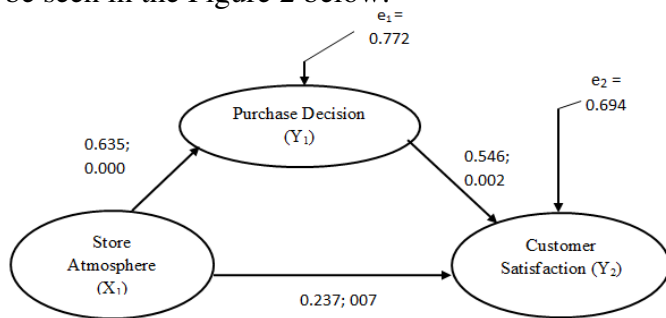 be seen in the Figure 2 below.
e₁ =
0.772
e₂ =
0.694
Purchase Decision
(Y₁)
0.635;
0.000
0.546;
0.002
Store
Atmosphere
(X₁)
Customer
Satisfaction (Y₂)
0.237; 007